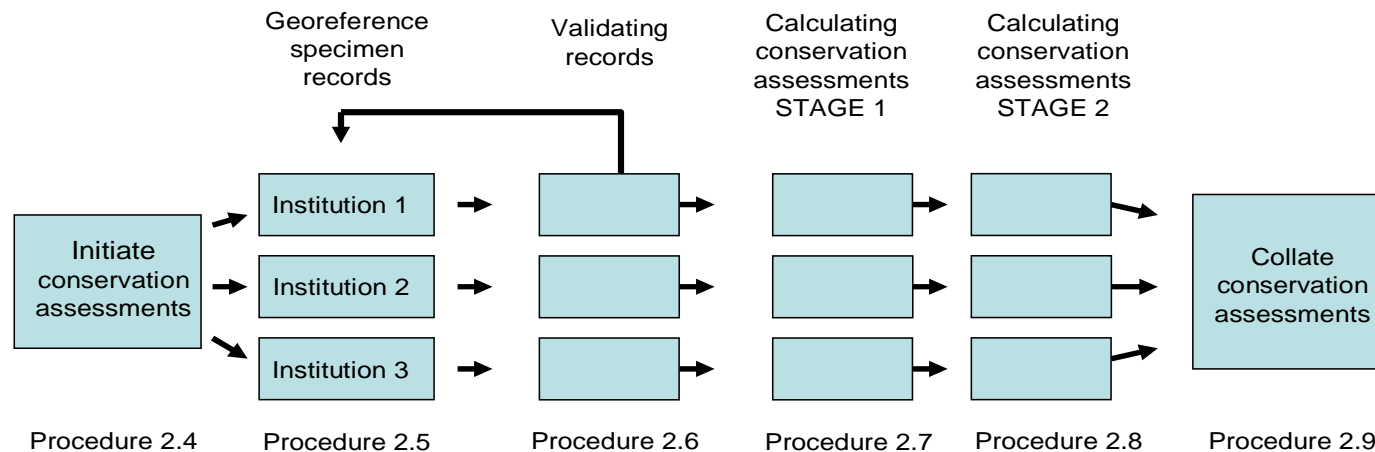 Georeference
specimen
records
Validating
records
Calculating
conservation
assessments
STAGE 1
Calculating
conservation
assessments
STAGE 2
Initiate
conservation
assessments
Institution 1
Institution 2
Institution 3
Collate
conservation
assessments
Procedure 2.4
Procedure 2.5
Procedure 2.6
Procedure 2.7
Procedure 2.8
Procedure 2.9